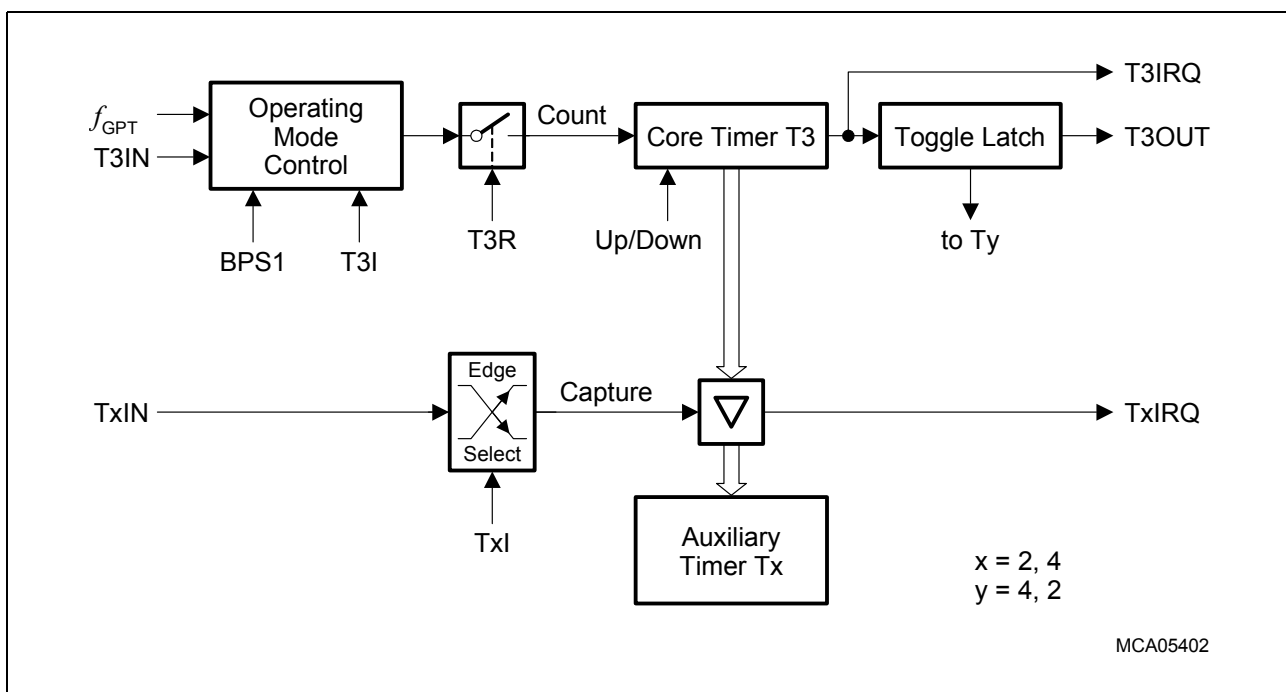 T3IRQ
fGPT
T3IN
Operating
Mode
Control
Count
Core Timer T3
Toggle Latch
T3OUT
BPS1
T3I
T3R
Up/Down
to Ty
TxIN
Edge
Select
Capture
TxIRQ
TxI
Auxiliary
Timer Tx
x = 2, 4
y = 4, 2
MCA05402